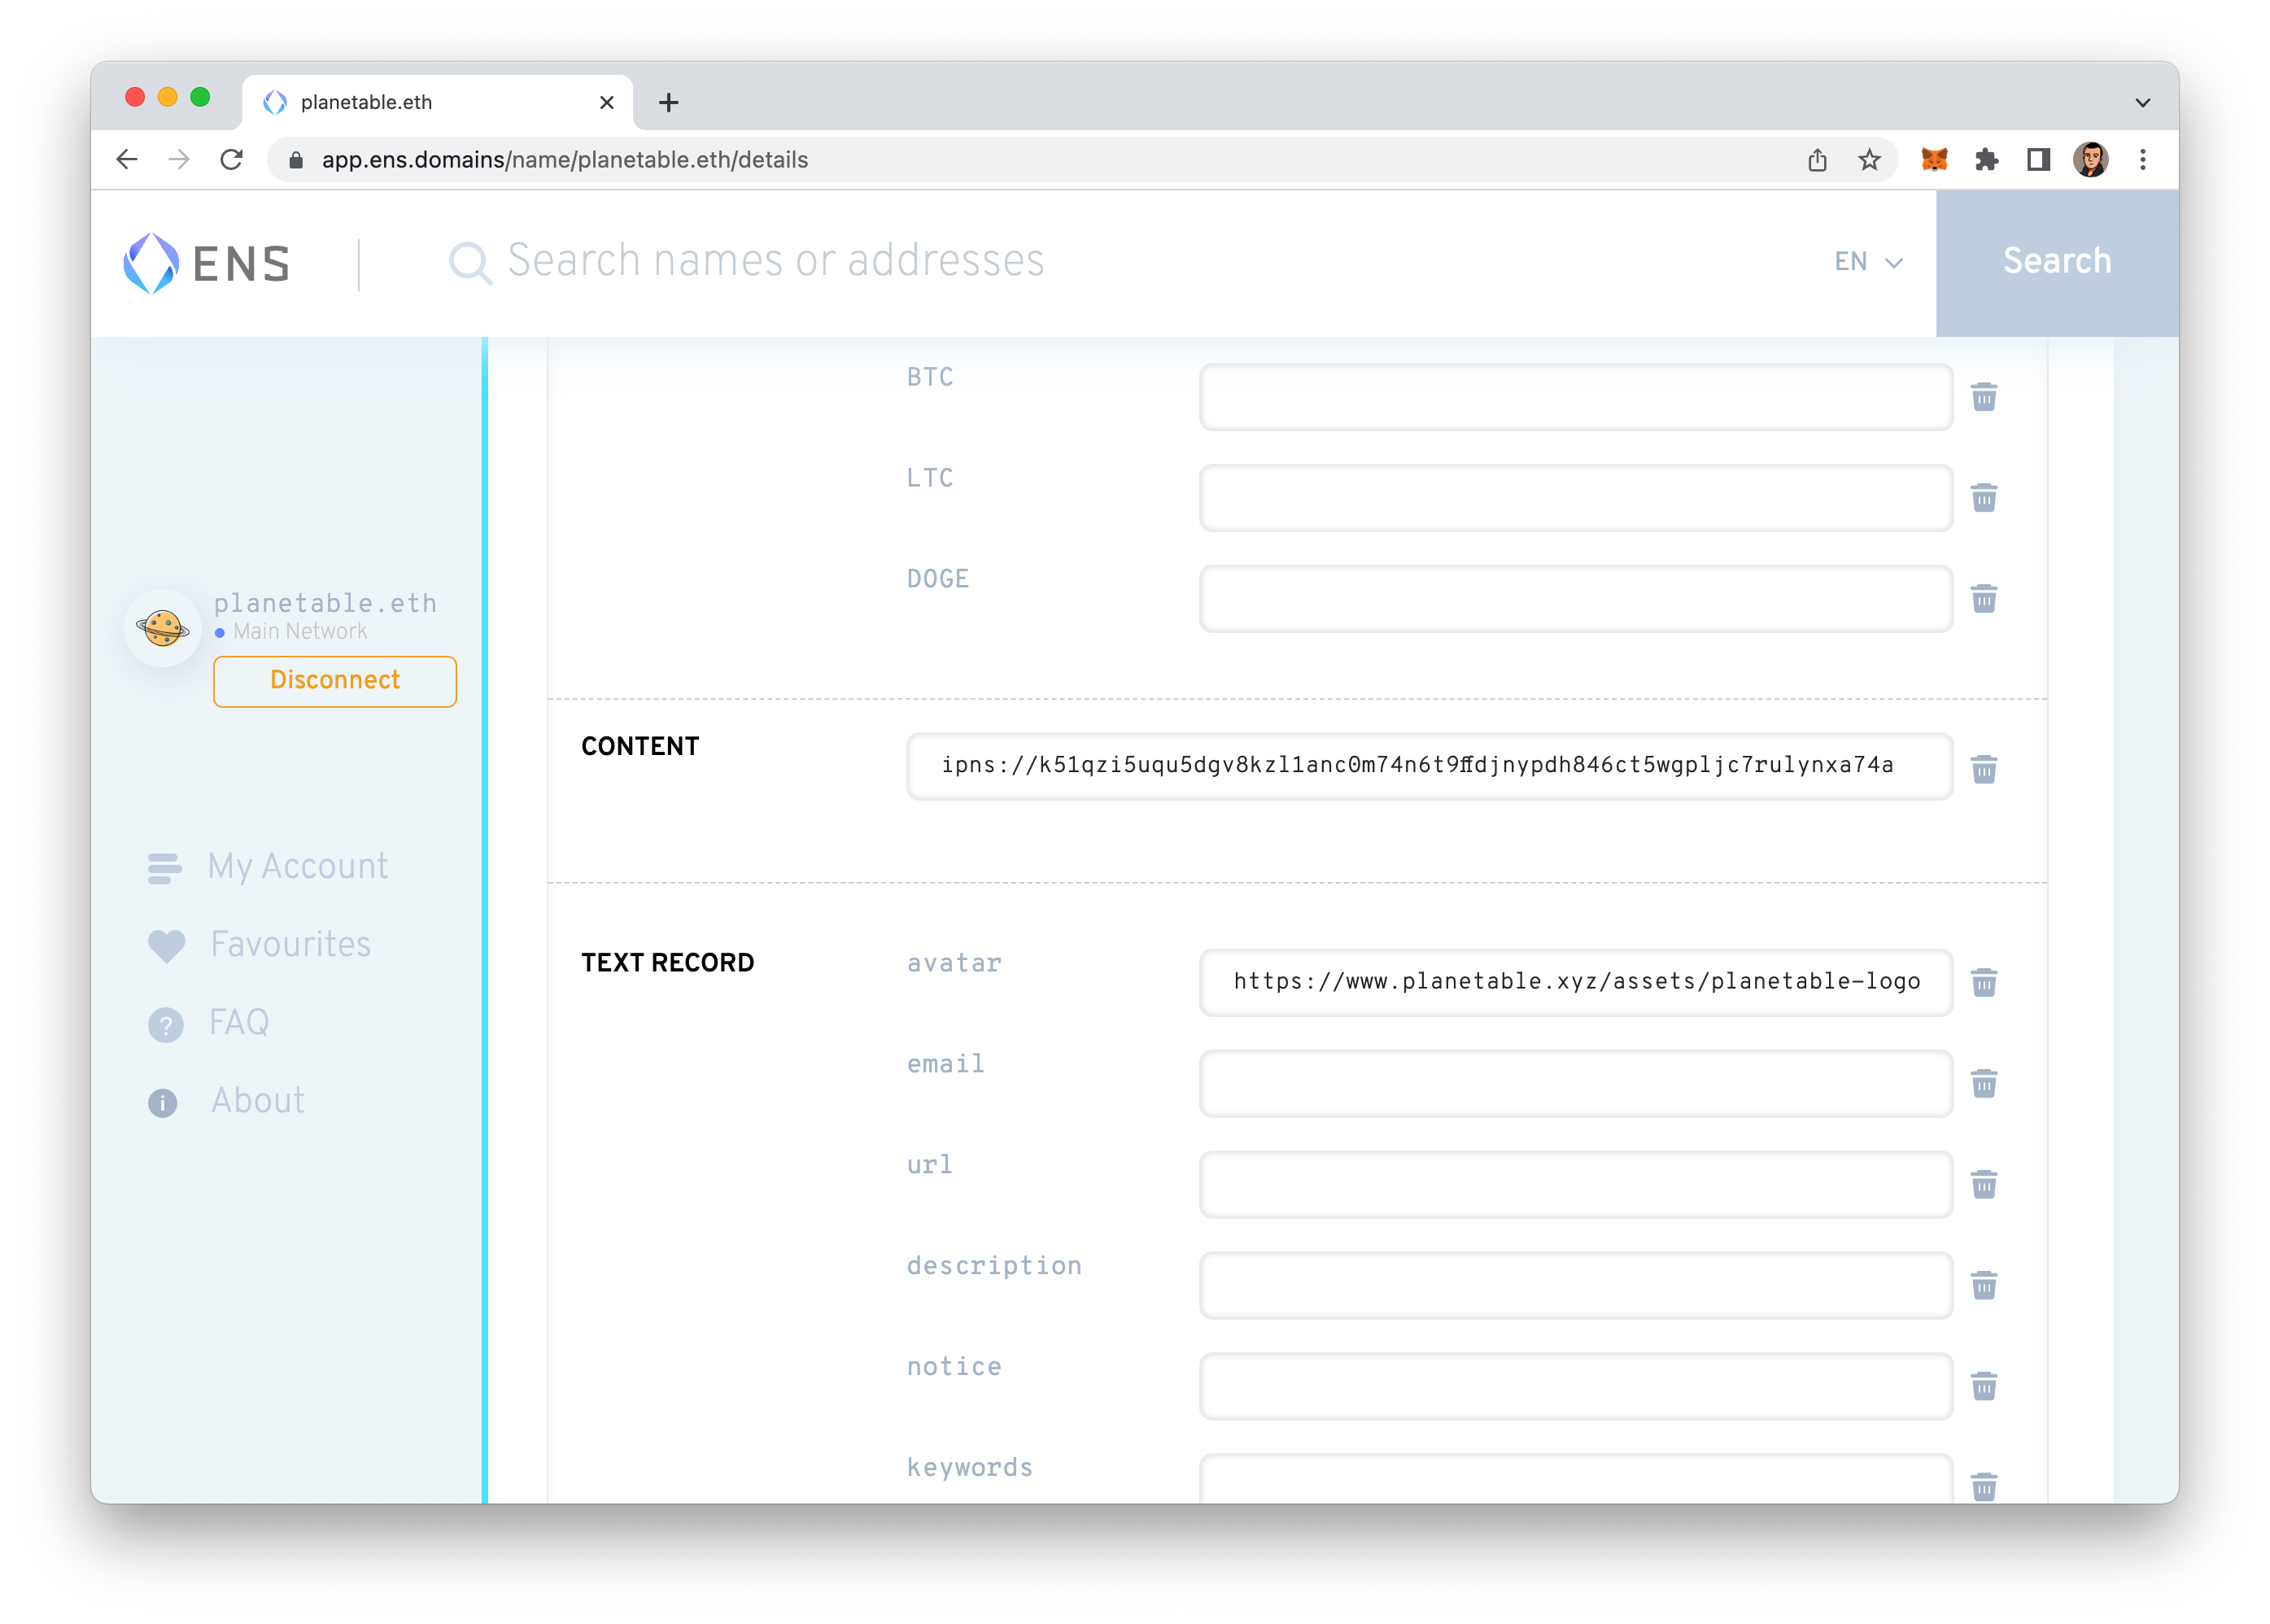 planetable.eth
app.ens.domains/name/planetable.eth/details
ENS
Search names or addresses
EN
Search
BTC
LTC
DOGE
planetable.eth
Main Network
Disconnect
CONTENT
ipns://k51qzi5uqu5dgv8kzl1anc0m74n6t9ffdjnypdh846ct5wgpljc7rulynxa74a
My Account
Favourites
FAQ
About
TEXT RECORD
avatar
https://www.planetable.xyz/assets/planetable-logo
email
url
description
notice
keywords